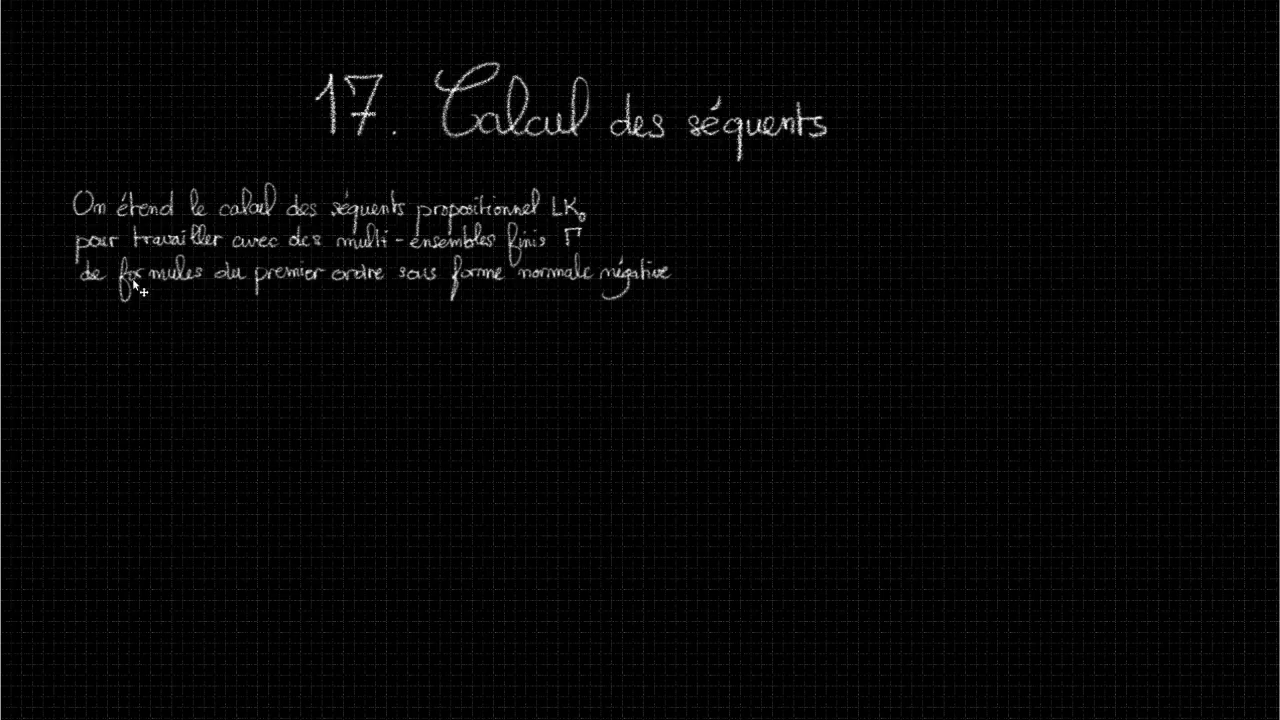 17. Calcul des séquents
On étend le calcul des séquents propositionnel LK₀
pour travailler avec des multi-ensembles finis Γ
de formules du premier ordre sous forme normale négative